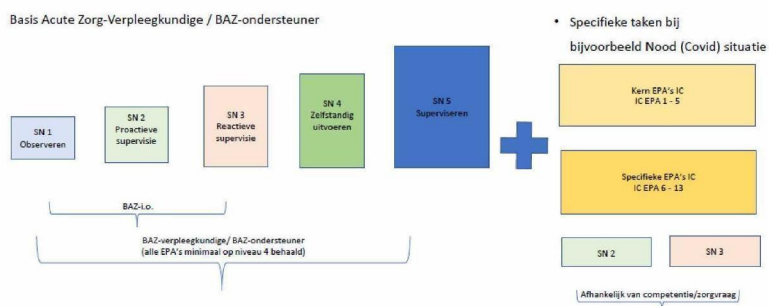 Basis Acute Zorg-Verpleegkundige / BAZ-ondersteuner
• Specifieke taken bij
bijvoorbeeld Nood (Covid) situatie
SN 1
Observeren
SN 2
Proactieve
supervisie
SN 3
Reactieve
supervisie
SN 4
Zelfstandig
uitvoeren
SN 5
Superviseren
Kern EPA's IC
IC EPA 1 - 5
Specifieke EPA's IC
IC EPA 6 - 13
BAZ-i.o.
BAZ-verpleegkundige/ BAZ-ondersteuner
(alle EPA's minimaal op niveau 4 behaald)
SN 2
SN 3
Afhankelijk van competentie/zorgvraag